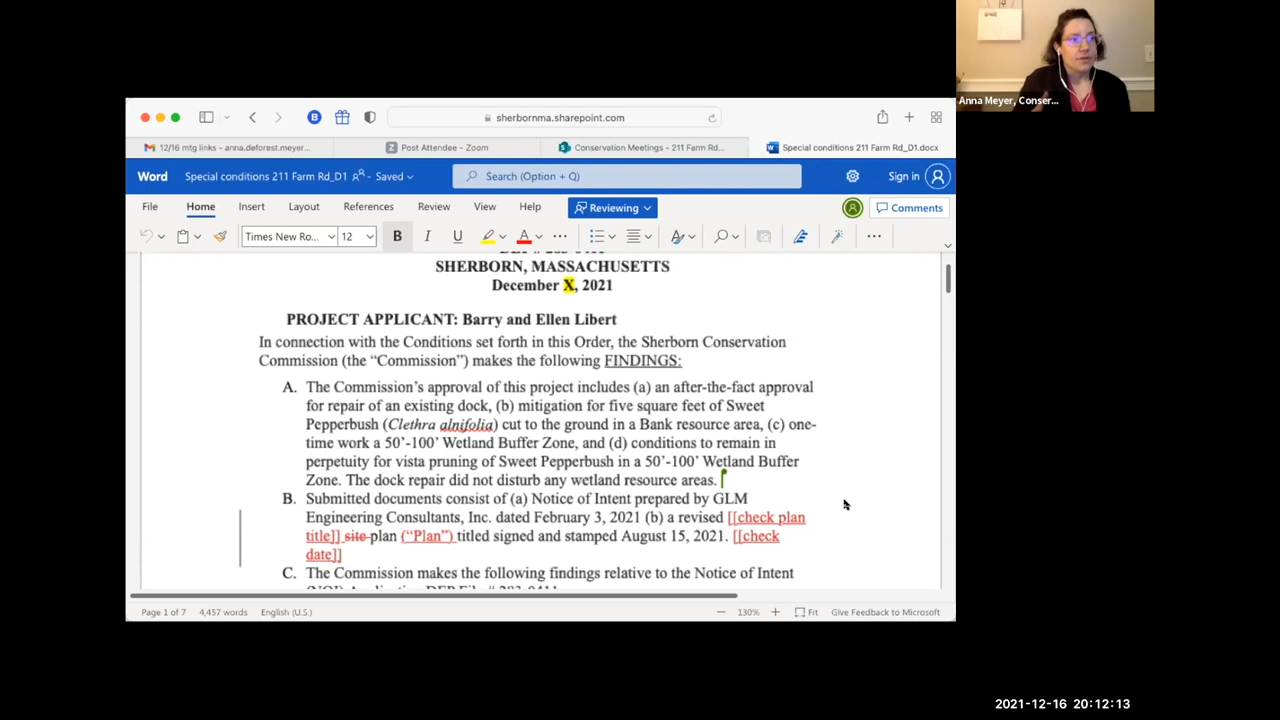 Anna Meyer, Conser...
sherbornma.sharepoint.com
12/16 mtg links - anna.deforest.meyer...
Post Attendee - Zoom
Conservation Meetings - 211 Farm Rd...
Special conditions 211 Farm Rd_D1.docx
Word
Special conditions 211 Farm Rd_D1 - Saved
Search (Option + Q)
Sign in
File Home Insert Layout References Review View Help Reviewing Comments
Times New Ro... 12 B I U A ...
SHERBORN, MASSACHUSETTS
December X, 2021
PROJECT APPLICANT: Barry and Ellen Libert
In connection with the Conditions set forth in this Order, the Sherborn Conservation
Commission (the “Commission”) makes the following FINDINGS:
A. The Commission’s approval of this project includes (a) an after-the-fact approval
for repair of an existing dock, (b) mitigation for five square feet of Sweet
Pepperbush (Clethra alnifolia) cut to the ground in a Bank resource area, (c) one-
time work a 50’-100’ Wetland Buffer Zone, and (d) conditions to remain in
perpetuity for vista pruning of Sweet Pepperbush in a 50’-100’ Wetland Buffer
Zone. The dock repair did not disturb any wetland resource areas.
B. Submitted documents consist of (a) Notice of Intent prepared by GLM
Engineering Consultants, Inc. dated February 3, 2021 (b) a revised [[check plan
title]] site plan (“Plan”) titled signed and stamped August 15, 2021. [[check
date]]
C. The Commission makes the following findings relative to the Notice of Intent
Page 1 of 7 4,457 words English (U.S.) 130% Fit Give Feedback to Microsoft
2021-12-16 20:12:13